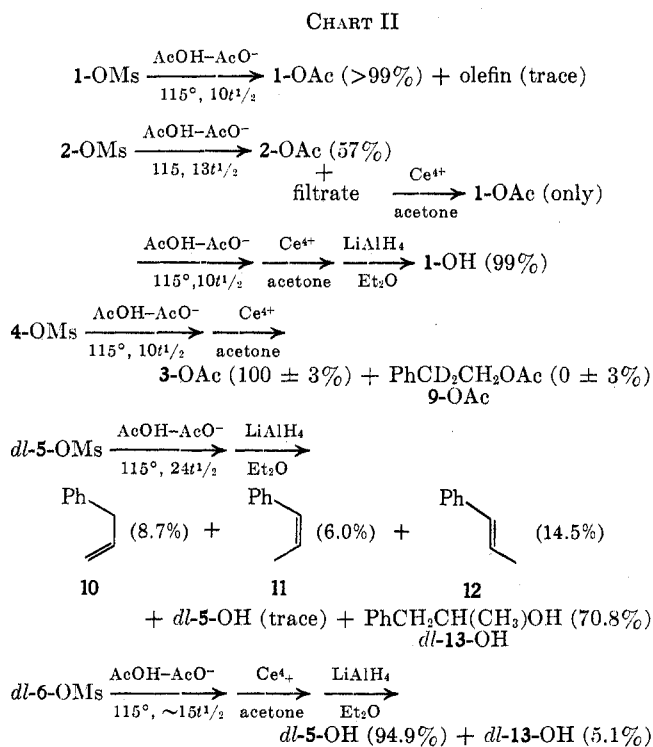 CHART II
1-OMs AcOH–AcO⁻ 115°, 10t1/2 → 1-OAc (>99%) + olefin (trace)
2-OMs AcOH–AcO⁻ 115, 13t1/2 → 2-OAc (57%)
+
filtrate Ce⁴⁺ acetone → 1-OAc (only)
AcOH–AcO⁻ 115°,10t1/2 → Ce⁴⁺ acetone → LiAlH₄ Et₂O → 1-OH (99%)
4-OMs AcOH–AcO⁻ 115°, 10t1/2 → Ce⁴⁺ acetone →
3-OAc (100 ± 3%) + PhCD₂CH₂OAc (0 ± 3%)
9-OAc
dl-5-OMs AcOH–AcO⁻ 115°, 24t1/2 → LiAlH₄ Et₂O →
Ph (8.7%) + Ph (6.0%) + Ph (14.5%)
10 11 12
+ dl-5-OH (trace) + PhCH₂CH(CH₃)OH (70.8%)
dl-13-OH
dl-6-OMs AcOH–AcO⁻ 115°, ~15t1/2 → Ce⁴₊ acetone → LiAlH₄ Et₂O →
dl-5-OH (94.9%) + dl-13-OH (5.1%)